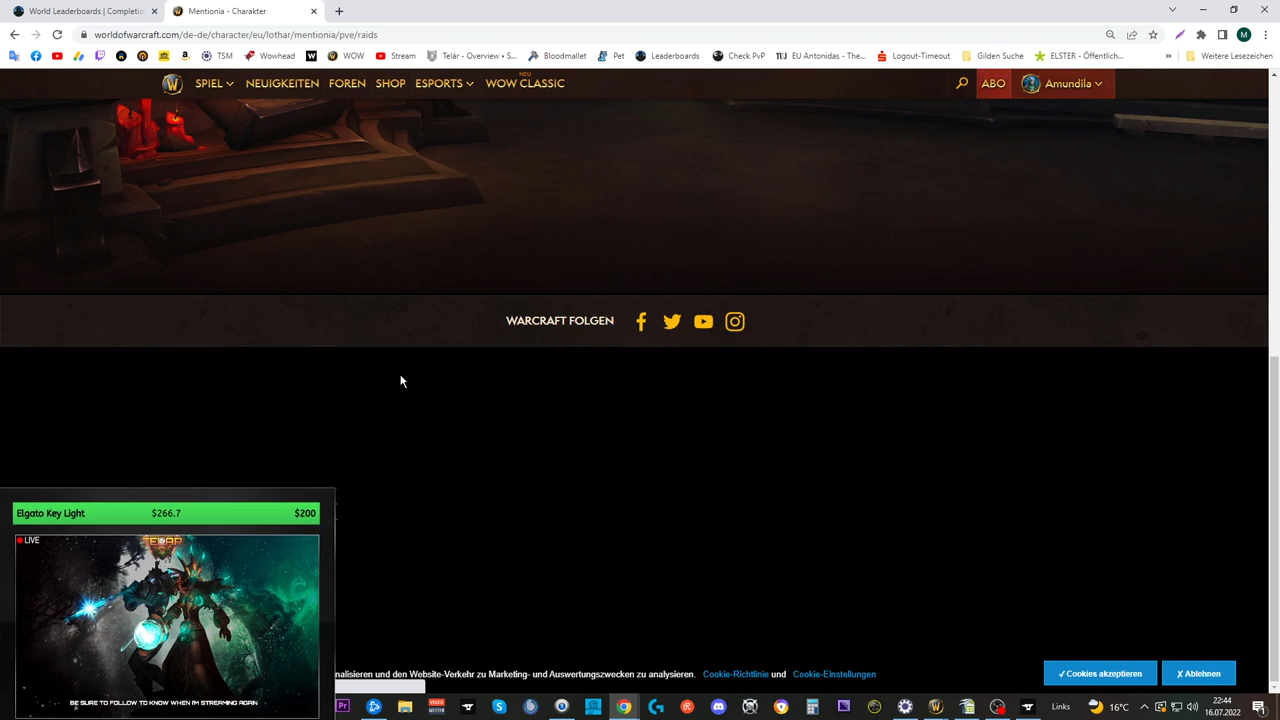 World Leaderboards | Completio
Mentionia - Charakter
worldofwarcraft.com/de-de/character/eu/lothar/mentionia/pve/raids
M
TSM
Wowhead
WOW
Stream
Telár - Overview • S...
Bloodmallet
Pet
Leaderboards
Check PvP
EU Antonidas - The...
Logout-Timeout
Gilden Suche
ELSTER - Öffentlich...
»
Weitere Lesezeichen
SPIEL
NEUIGKEITEN
FOREN
SHOP
ESPORTS
NEU
WOW CLASSIC
ABO
Amundila
WARCRAFT FOLGEN
Elgato Key Light $266.7 $200
LIVE
BE SURE TO FOLLOW TO KNOW WHEN I'M STREAMING AGAIN
nalisieren und den Website-Verkehr zu Marketing- und Auswertungszwecken zu analysieren. Cookie-Richtlinie und Cookie-Einstellungen
✓ Cookies akzeptieren
✗ Ablehnen
Pr
Links
16°C
22:44
16.07.2022